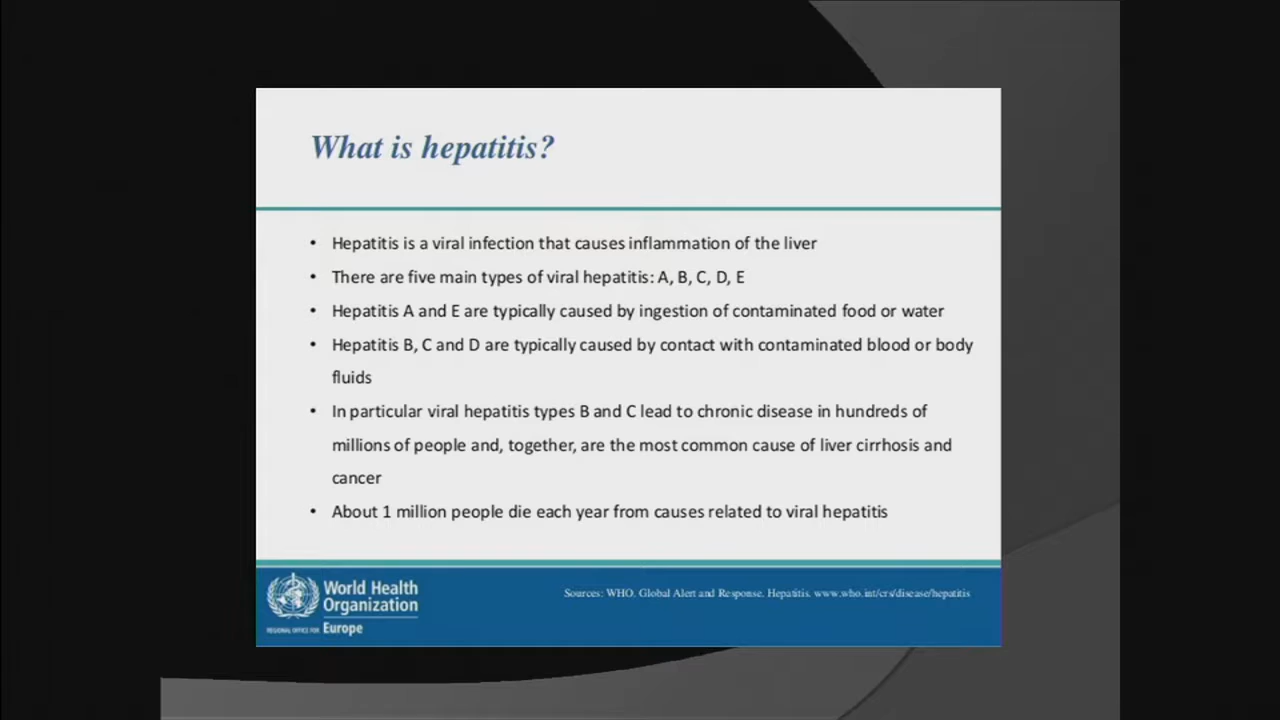 What is hepatitis?
• Hepatitis is a viral infection that causes inflammation of the liver
• There are five main types of viral hepatitis: A, B, C, D, E
• Hepatitis A and E are typically caused by ingestion of contaminated food or water
• Hepatitis B, C and D are typically caused by contact with contaminated blood or body
fluids
• In particular viral hepatitis types B and C lead to chronic disease in hundreds of
millions of people and, together, are the most common cause of liver cirrhosis and
cancer
• About 1 million people die each year from causes related to viral hepatitis
World Health
Organization
REGIONAL OFFICE FOR Europe
Sources: WHO. Global Alert and Response. Hepatitis. www.who.int/crs/disease/hepatitis